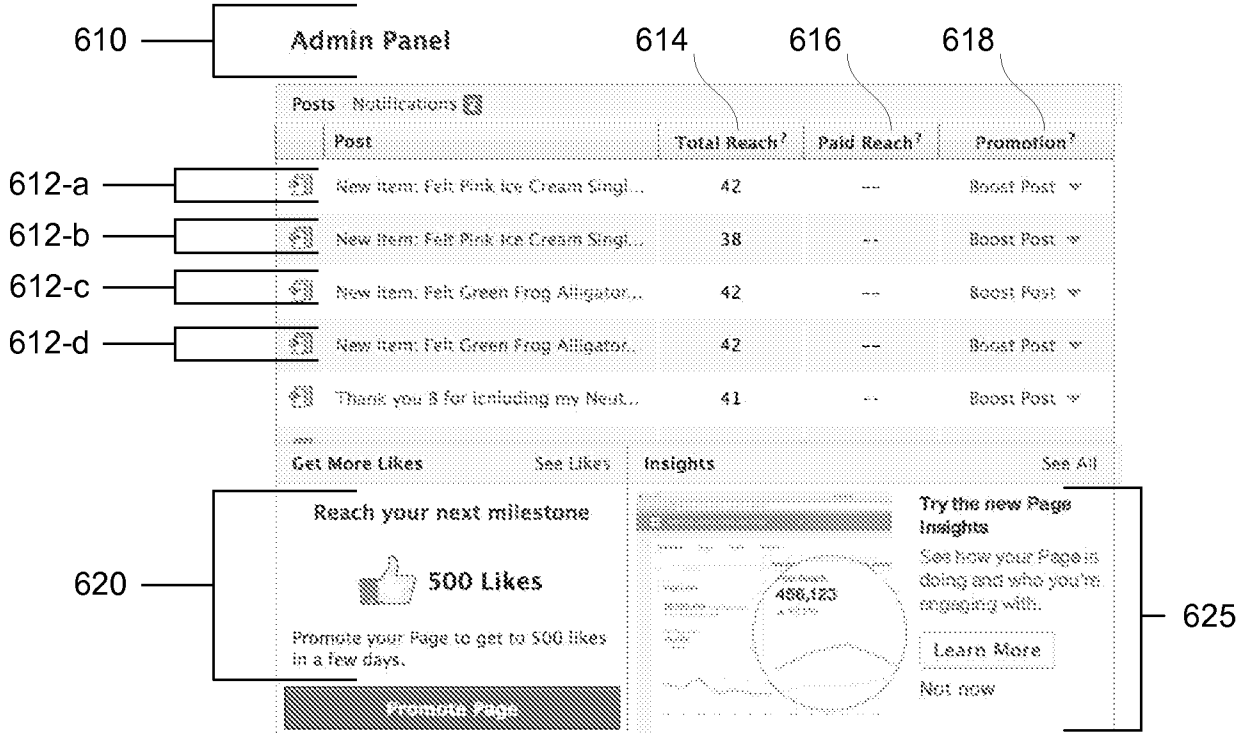 610 Admin Panel 614 616 618
Posts Notifications
Post Total Reach? Paid Reach? Promotion?
612-a New Item: Felt Pink Ice Cream Singl... 42 -- Boost Post
612-b New Item: Felt Pink Ice Cream Singl... 38 -- Boost Post
612-c New Item: Felt Green Frog Alligator... 42 -- Boost Post
612-d New Item: Felt Green Frog Alligator... 42 -- Boost Post
Thank you 8 for icnluding my Neut... 41 -- Boost Post
Get More Likes See Likes Insights See All
Reach your next milestone
620
500 Likes
Promote your Page to get to 500 likes
in a few days.
Promote Page
Try the new Page
Insights
See how your Page is
doing and who you're
engaging with.
Learn More
Not now
625